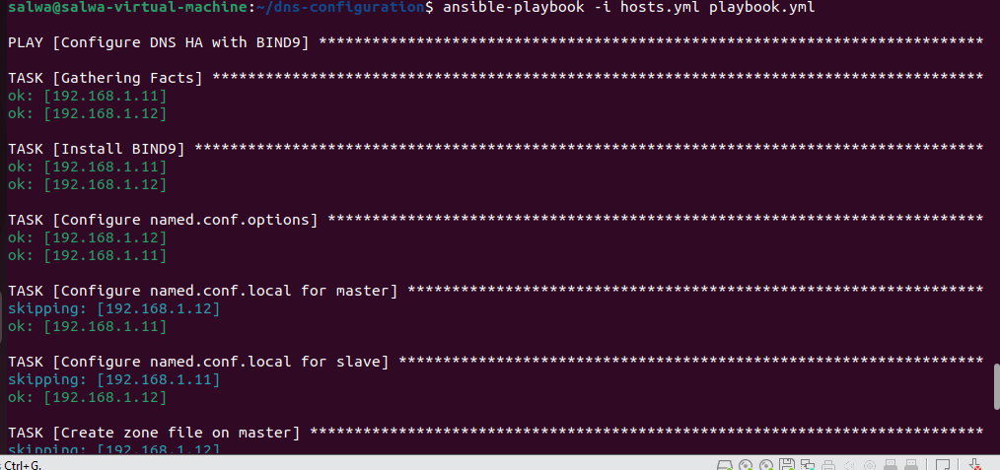 salwa@salwa-virtual-machine:~/dns-configuration$ ansible-playbook -i hosts.yml playbook.yml
PLAY [Configure DNS HA with BIND9] ***************************************************************************
TASK [Gathering Facts] ***************************************************************************************
ok: [192.168.1.11]
ok: [192.168.1.12]
TASK [Install BIND9] *****************************************************************************************
ok: [192.168.1.11]
ok: [192.168.1.12]
TASK [Configure named.conf.options] **************************************************************************
ok: [192.168.1.12]
ok: [192.168.1.11]
TASK [Configure named.conf.local for master] *****************************************************************
skipping: [192.168.1.12]
ok: [192.168.1.11]
TASK [Configure named.conf.local for slave] ******************************************************************
skipping: [192.168.1.11]
ok: [192.168.1.12]
TASK [Create zone file on master] ****************************************************************************
skipping: [192.168.1.12]
Ctrl+G.